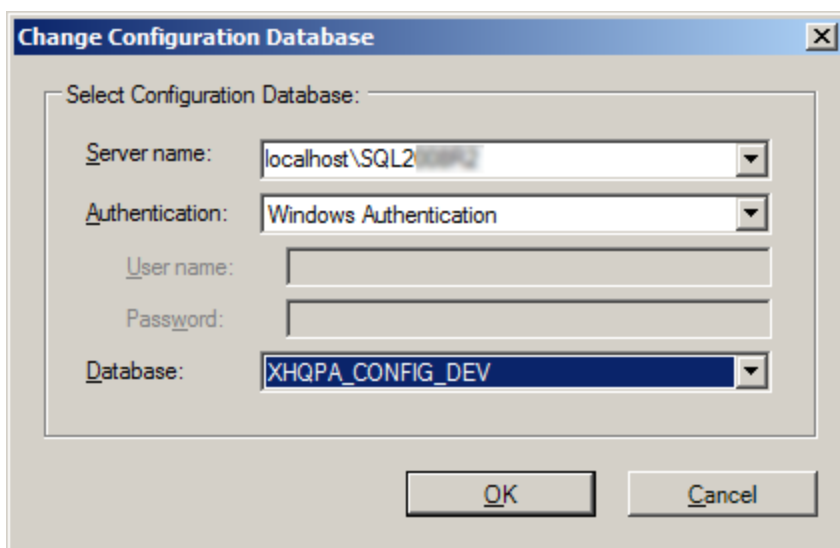 Change Configuration Database
Select Configuration Database:
Server name:
localhost\SQL2
Authentication:
Windows Authentication
User name:
Password:
Database:
XHQPA_CONFIG_DEV
OK
Cancel